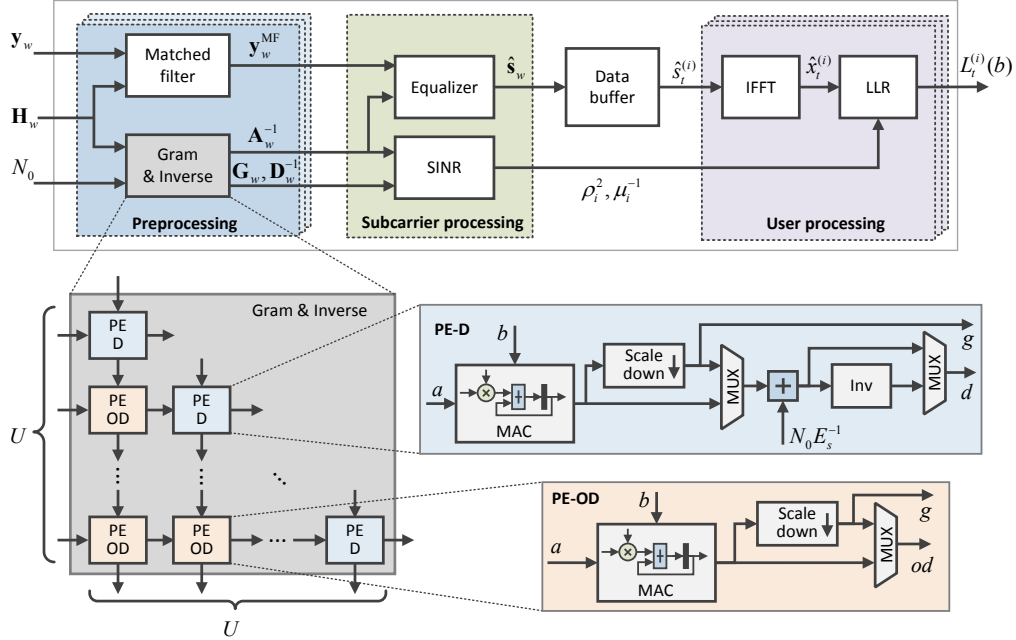 y_w
H_w
N_0
Matched
filter
Gram
& Inverse
Preprocessing
y_w^MF
A_w^-1
G_w, D_w^-1
Equalizer
SINR
Subcarrier processing
ŝ_w
Data
buffer
ŝ_t^(i)
ρ_i^2, μ_i^-1
IFFT
x̂_t^(i)
LLR
User processing
L_t^(i)(b)
Gram & Inverse
PE
D
PE
OD
PE
D
PE
OD
PE
OD
PE
D
U
U
PE-D
a
b
MAC
Scale
down
MUX
+
N_0 E_s^-1
Inv
MUX
g
d
PE-OD
a
b
MAC
Scale
down
MUX
g
od